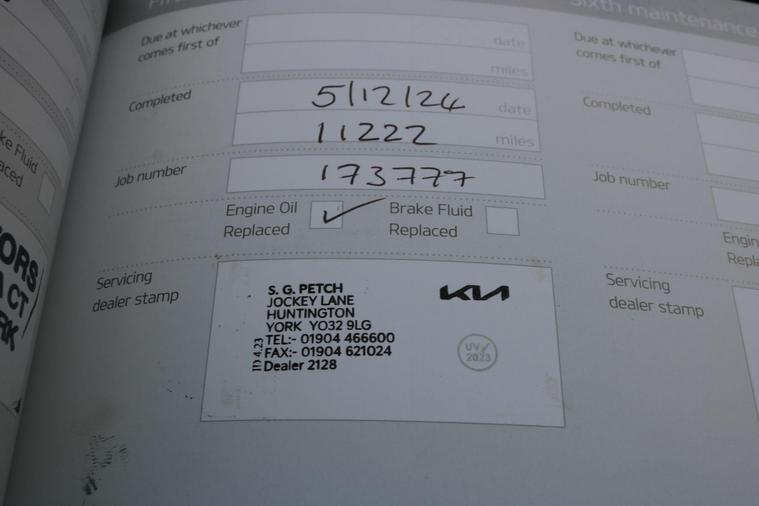 Sixth maintenance
Due at whichever
comes first of
date
miles
Completed
5/12/24 date
11222 miles
Job number
173777
Engine Oil
Replaced
Brake Fluid
Replaced
Servicing
dealer stamp
S. G. PETCH
JOCKEY LANE
HUNTINGTON
YORK YO32 9LG
TEL:- 01904 466600
FAX:- 01904 621024
Dealer 2128
KIA
UV
2023
Due at whichever
comes first of
Completed
Job number
Servicing
dealer stamp